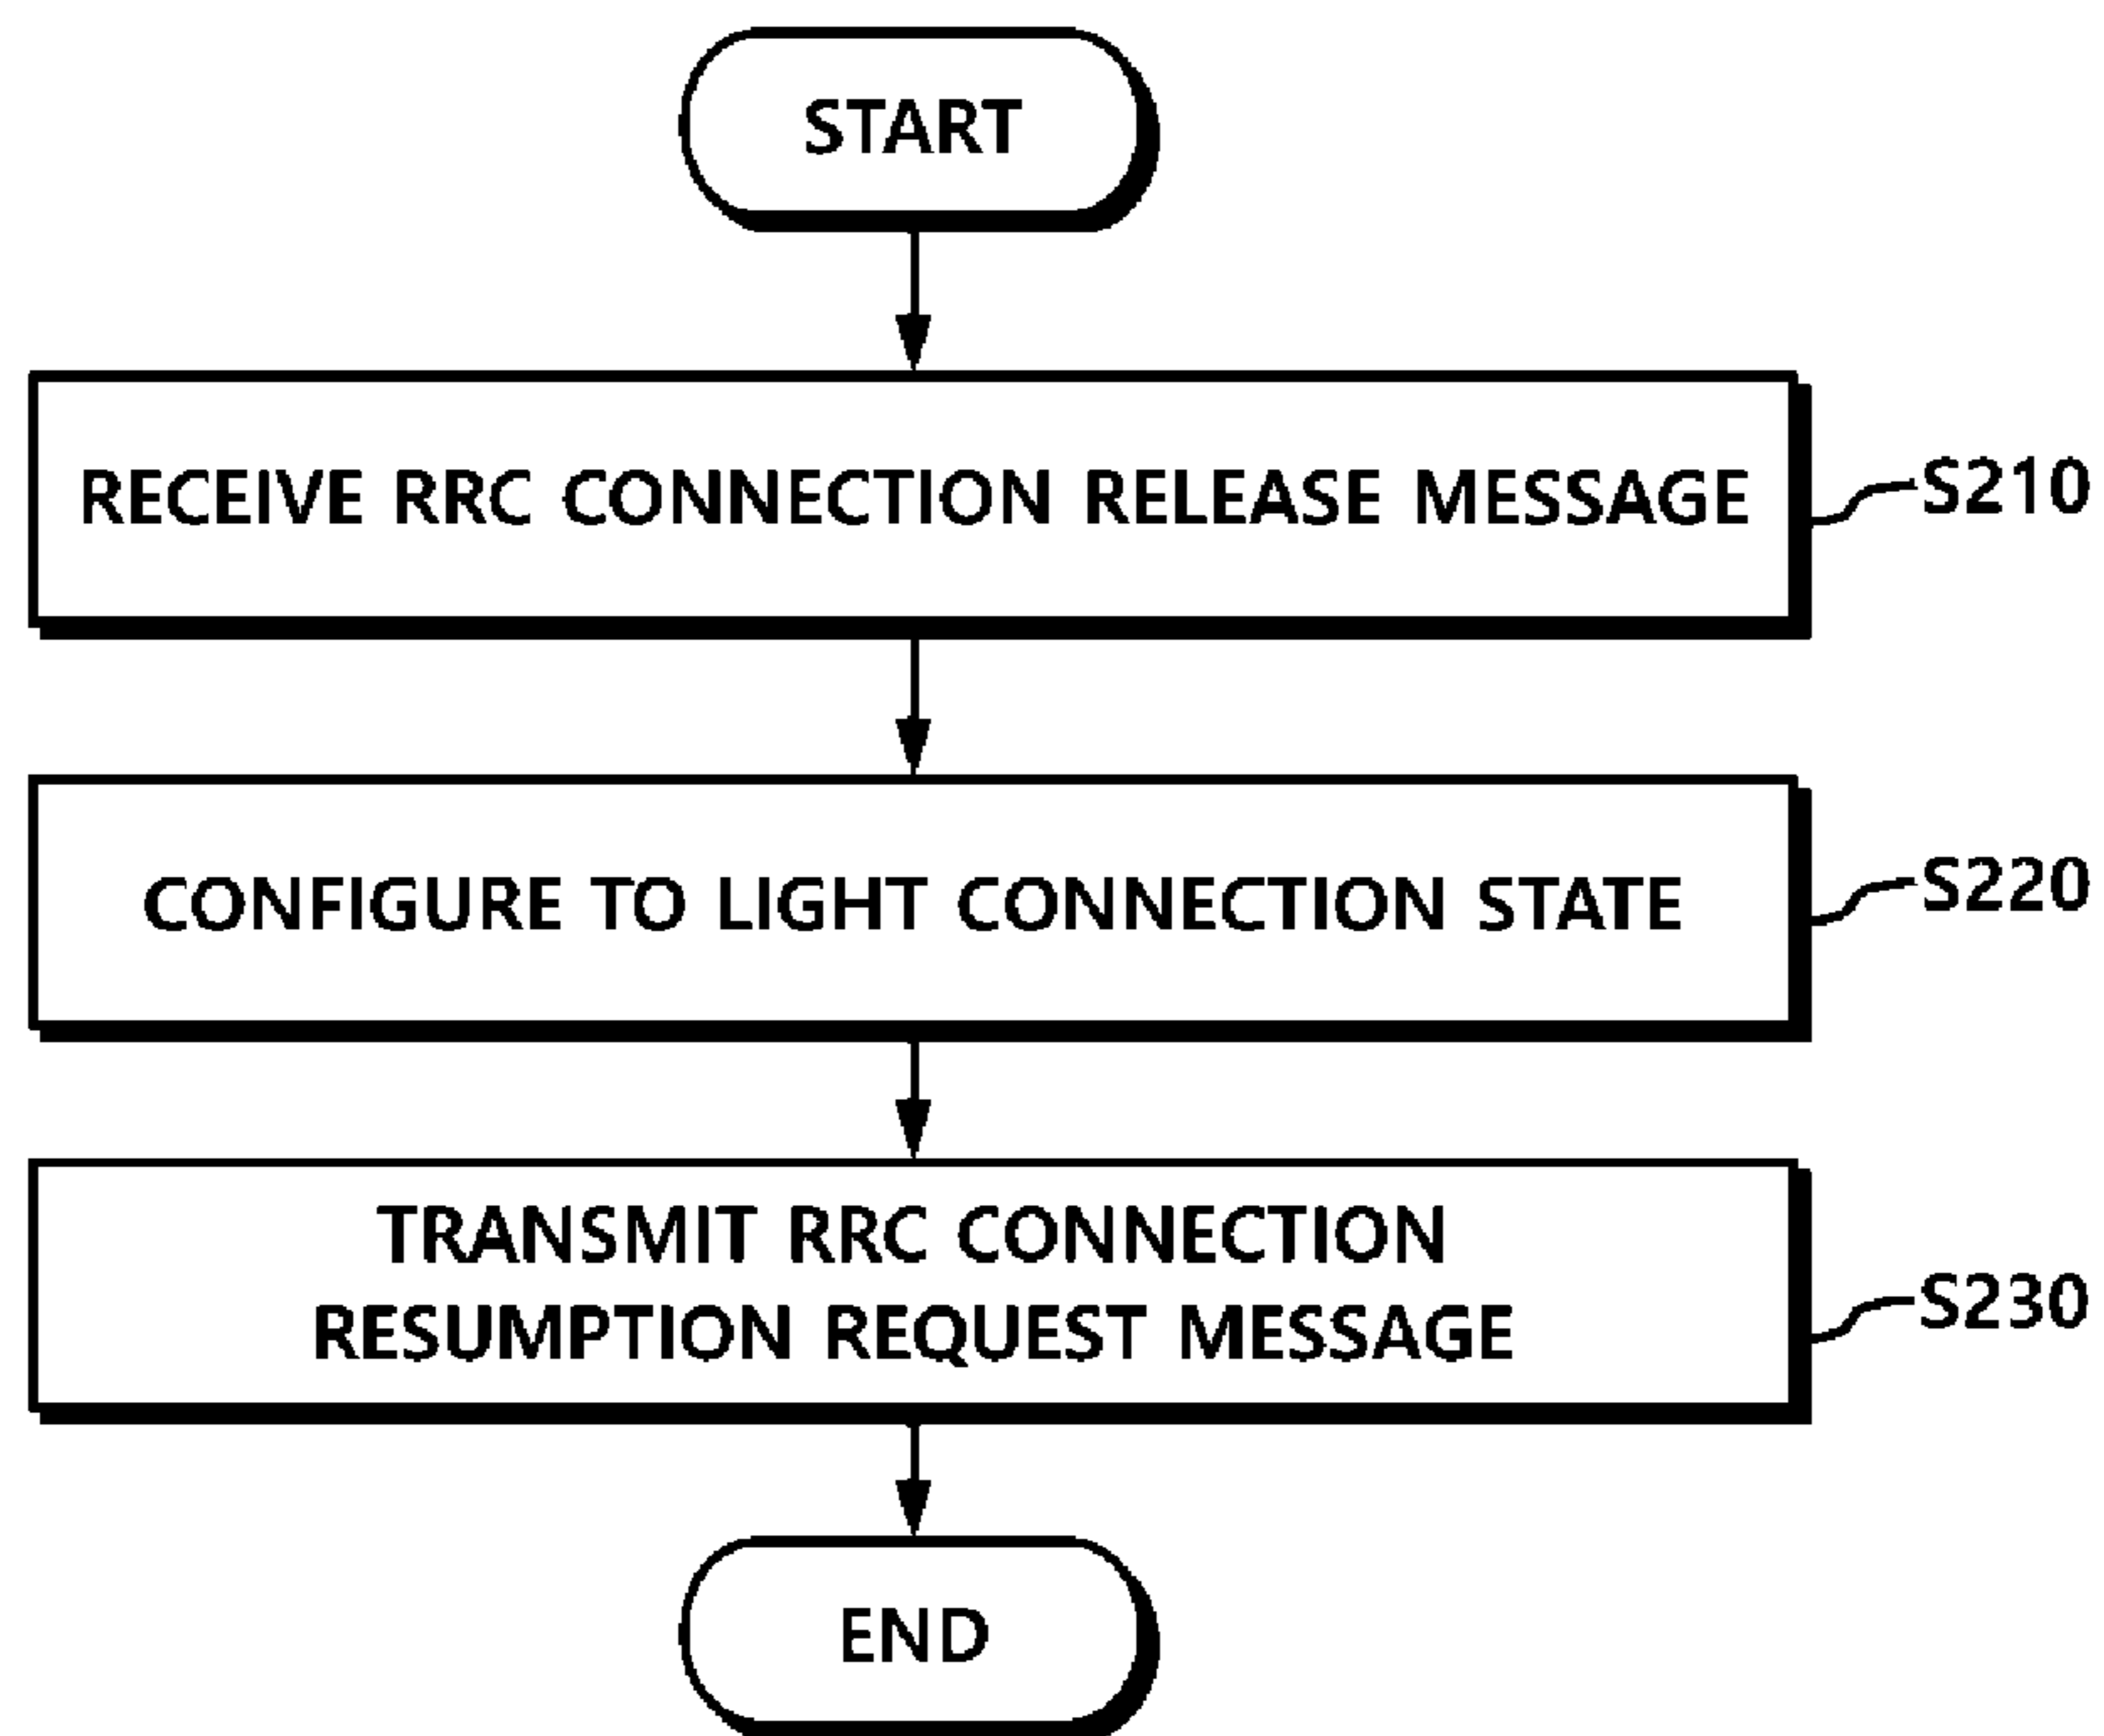 START
RECEIVE RRC CONNECTION RELEASE MESSAGE
S210
CONFIGURE TO LIGHT CONNECTION STATE
S220
TRANSMIT RRC CONNECTION
RESUMPTION REQUEST MESSAGE
S230
END